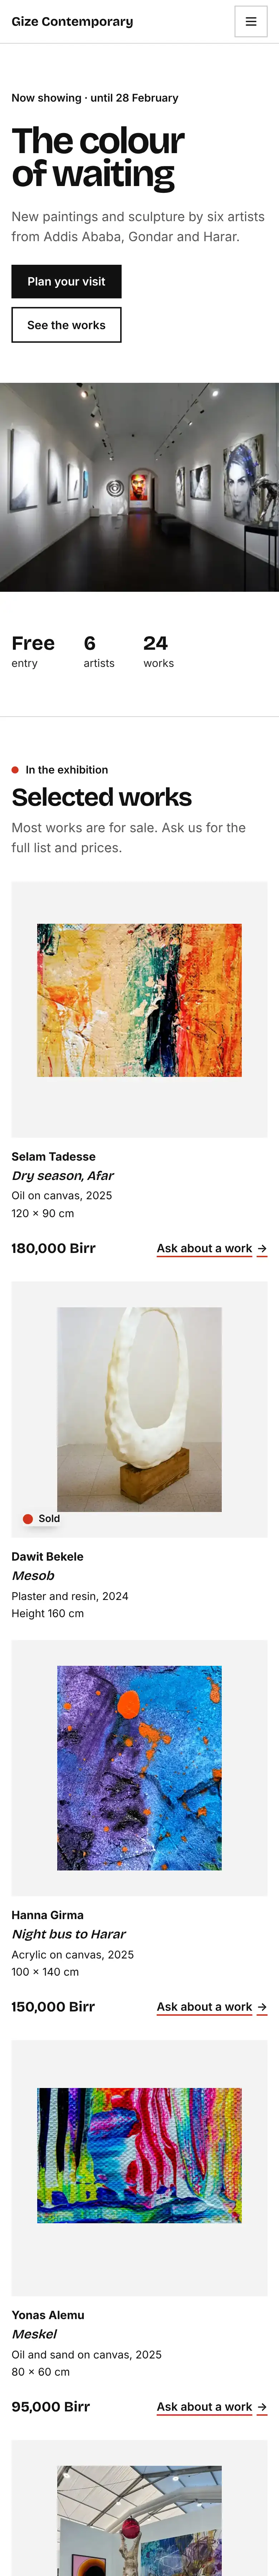 Gize Contemporary
Now showing · until 28 February
The colour
of waiting
New paintings and sculpture by six artists
from Addis Ababa, Gondar and Harar.
Plan your visit
See the works
Free
entry
6
artists
24
works
In the exhibition
Selected works
Most works are for sale. Ask us for the
full list and prices.
Selam Tadesse
Dry season, Afar
Oil on canvas, 2025
120 × 90 cm
180,000 Birr
Ask about a work →
Sold
Dawit Bekele
Mesob
Plaster and resin, 2024
Height 160 cm
Hanna Girma
Night bus to Harar
Acrylic on canvas, 2025
100 × 140 cm
150,000 Birr
Ask about a work →
Yonas Alemu
Meskel
Oil and sand on canvas, 2025
80 × 60 cm
95,000 Birr
Ask about a work →